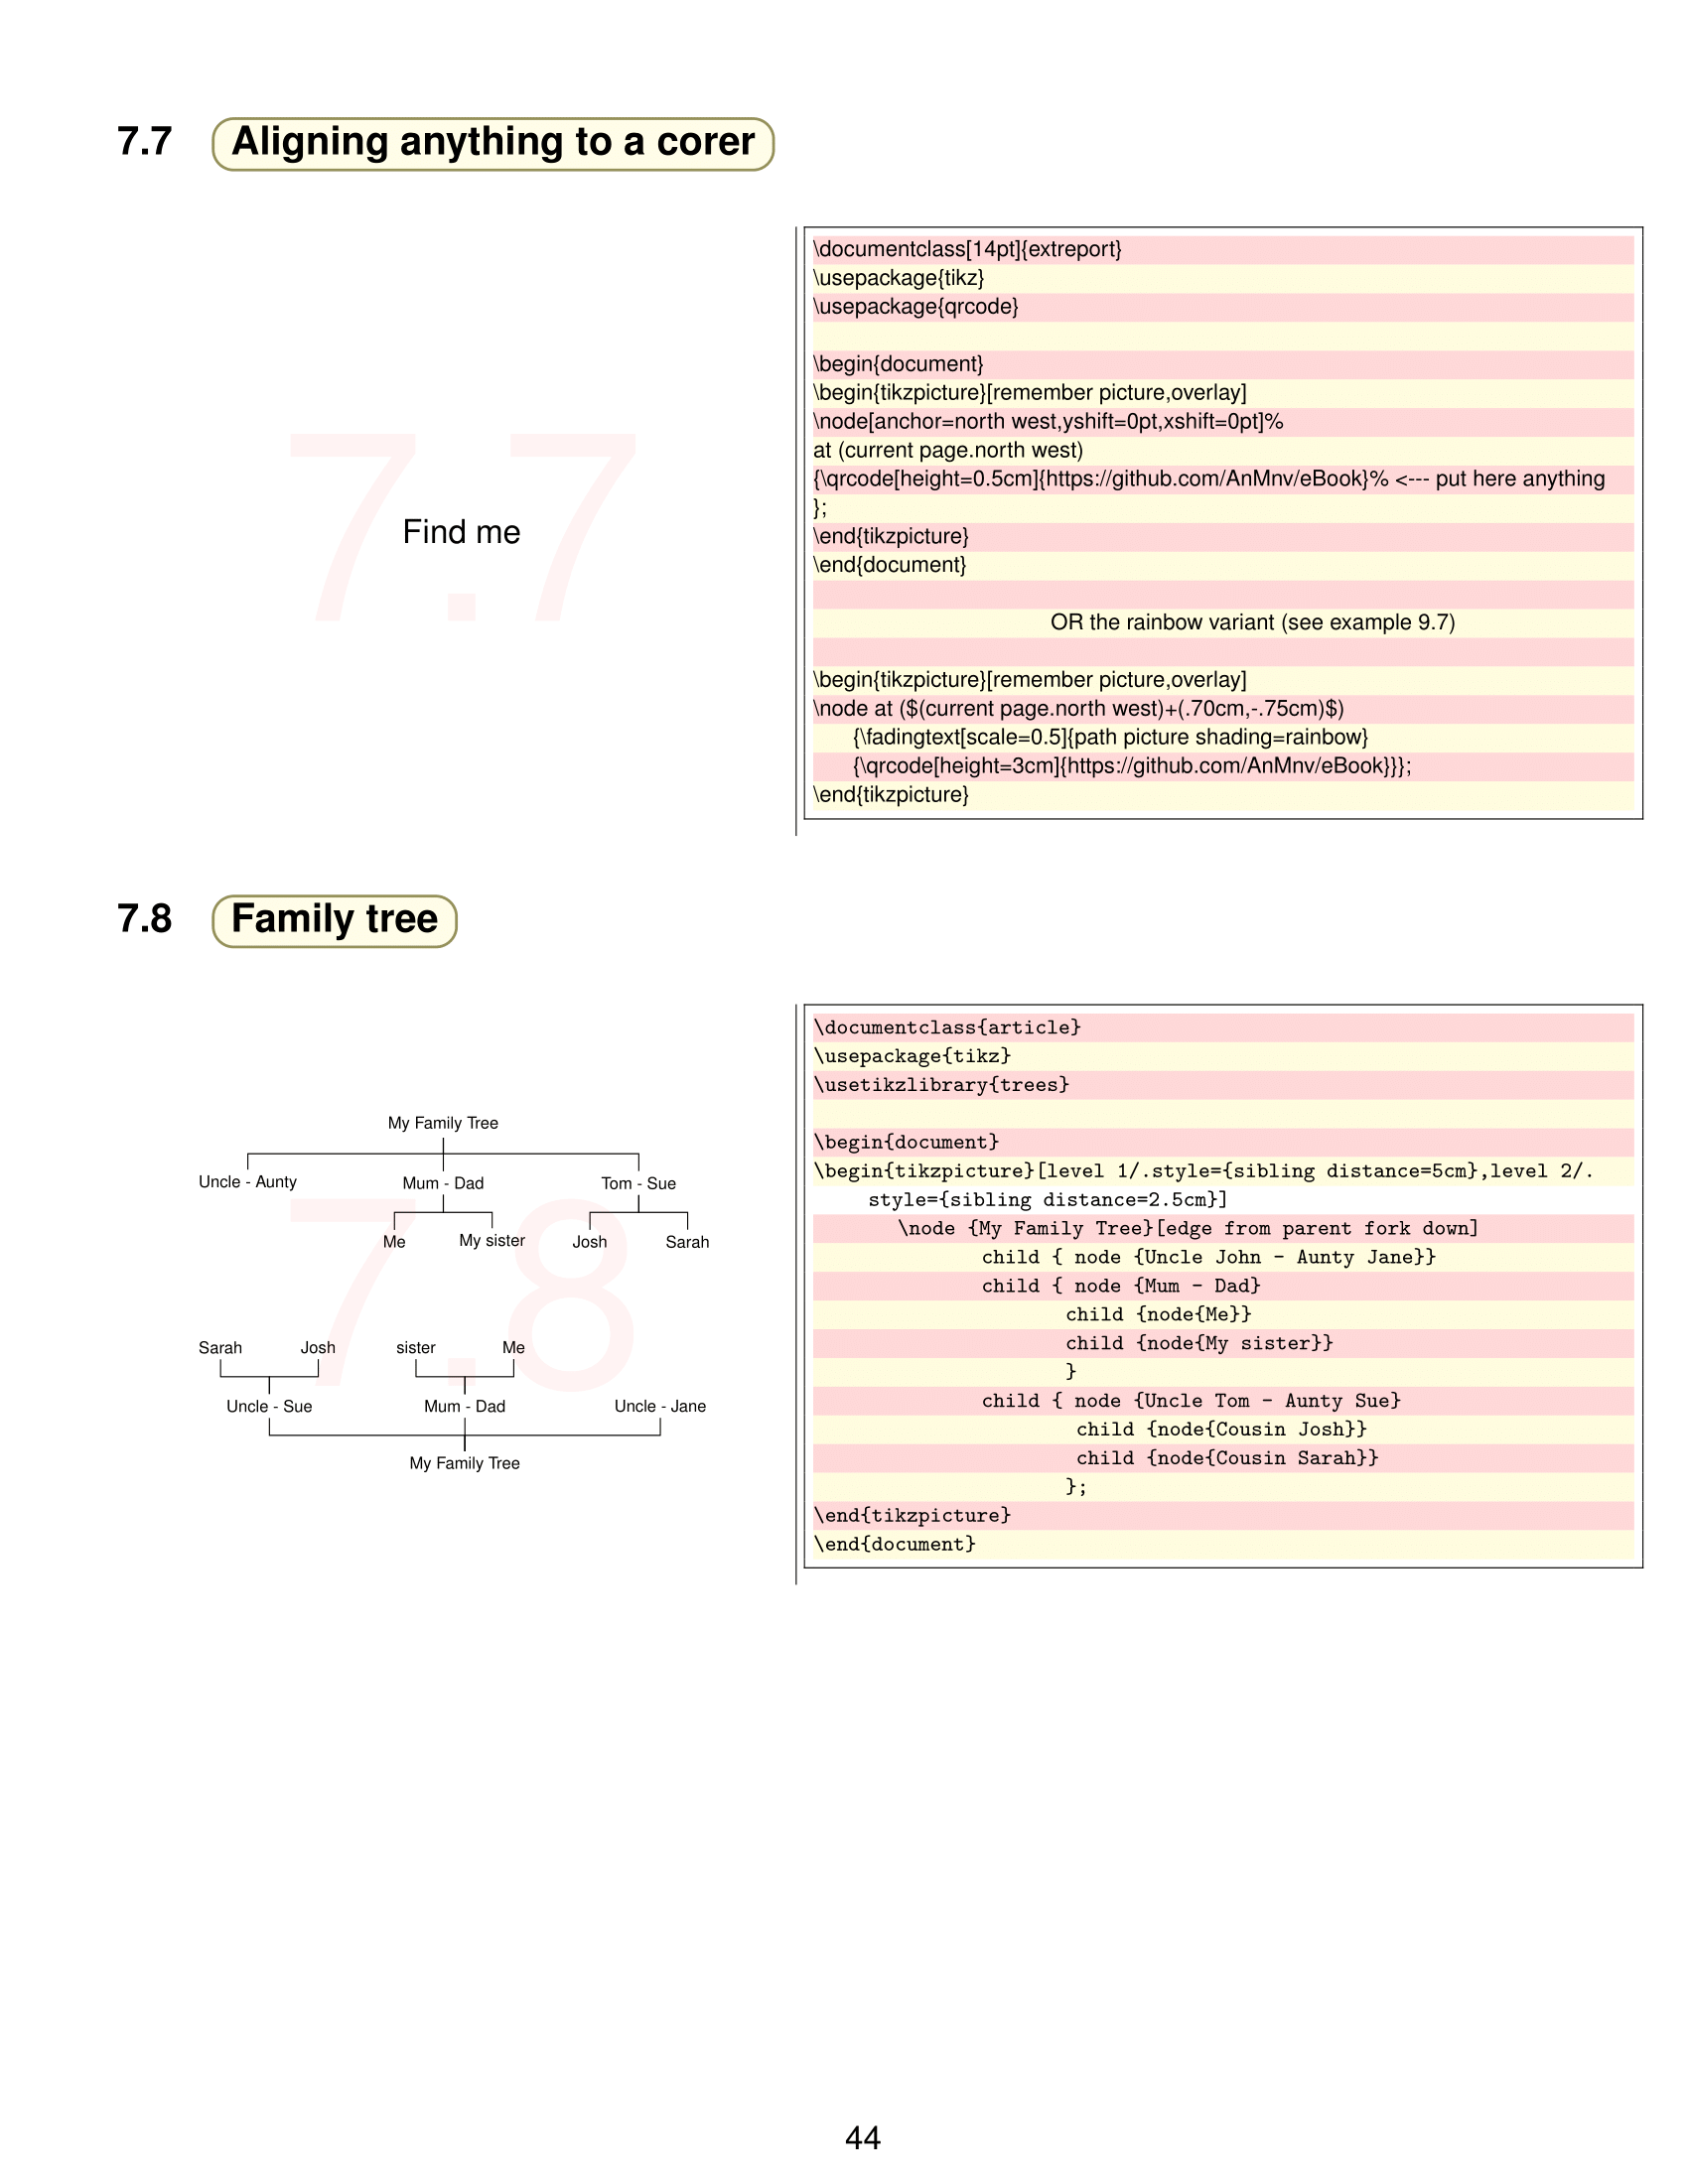 7.7 Aligning anything to a corer
7.7
Find me
\documentclass[14pt]{extreport}
\usepackage{tikz}
\usepackage{qrcode}
\begin{document}
\begin{tikzpicture}[remember picture,overlay]
\node[anchor=north west,yshift=0pt,xshift=0pt]%
at (current page.north west)
{\qrcode[height=0.5cm]{https://github.com/AnMnv/eBook}% <--- put here anything
};
\end{tikzpicture}
\end{document}
OR the rainbow variant (see example 9.7)
\begin{tikzpicture}[remember picture,overlay]
\node at ($(current page.north west)+(.70cm,-.75cm)$)
{\fadingtext[scale=0.5]{path picture shading=rainbow}
{\qrcode[height=3cm]{https://github.com/AnMnv/eBook}}};
\end{tikzpicture}
7.8 Family tree
7.8
My Family Tree
Uncle - Aunty Mum - Dad Tom - Sue
Me My sister Josh Sarah
Sarah Josh sister Me
Uncle - Sue Mum - Dad Uncle - Jane
My Family Tree
\documentclass{article}
\usepackage{tikz}
\usetikzlibrary{trees}
\begin{document}
\begin{tikzpicture}[level 1/.style={sibling distance=5cm},level 2/.
style={sibling distance=2.5cm}]
\node {My Family Tree}[edge from parent fork down]
child { node {Uncle John - Aunty Jane}}
child { node {Mum - Dad}
child {node{Me}}
child {node{My sister}}
}
child { node {Uncle Tom - Aunty Sue}
child {node{Cousin Josh}}
child {node{Cousin Sarah}}
};
\end{tikzpicture}
\end{document}
44